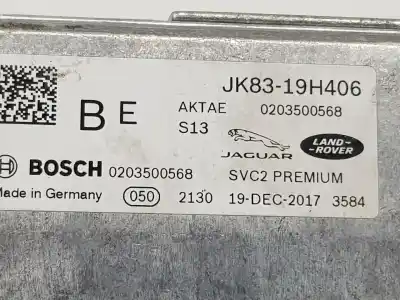 JK83-19H406
B E AKTAE 0203500568
S13
JAGUAR LAND-ROVER
BOSCH 0203500568 SVC2 PREMIUM
Made in Germany 050 2130 19-DEC-2017 3584